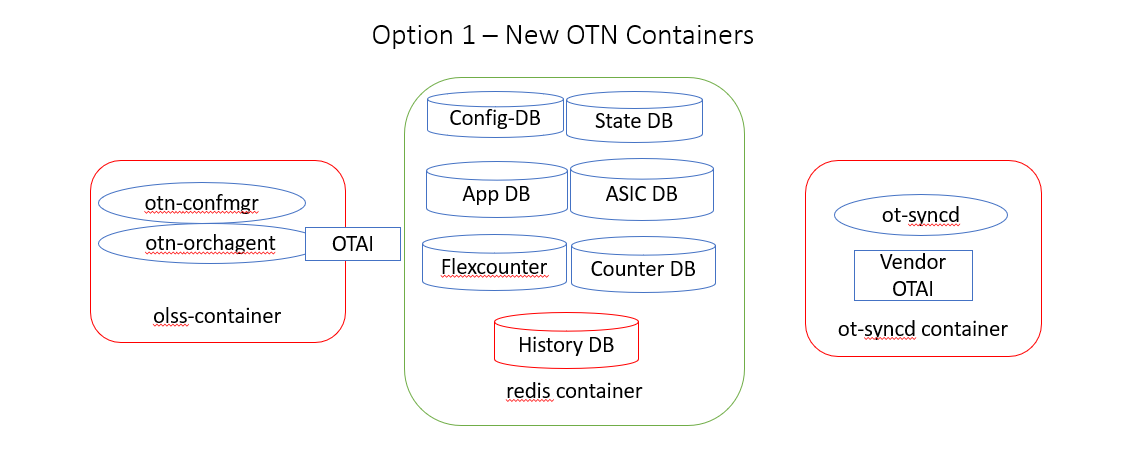 Option 1 – New OTN Containers
otn-confmgr
otn-orchagent
OTAI
olss-container
Config-DB
State DB
App DB
ASIC DB
Flexcounter
Counter DB
History DB
redis container
ot-syncd
Vendor
OTAI
ot-syncd container